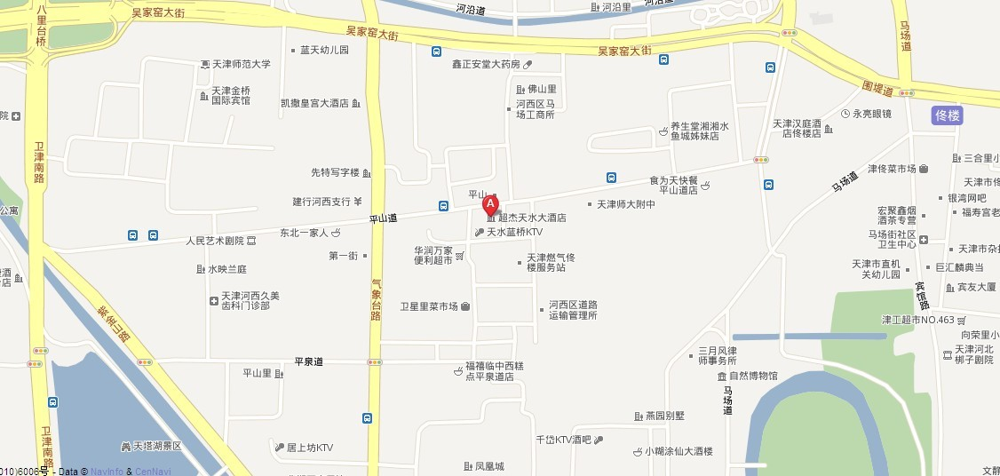 八里台桥
吴家窑大街
河沿道
河沿里
马场道
吴家窑大街
吴家窑大街
蓝天幼儿园
天津师范大学
鑫正安堂大药房
围堤道
天津金桥
国际宾馆
凯撒皇宫大酒店
佛山里
河西区马
场工商所
院
永亮眼镜
佟楼
养生堂湘湘水
鱼城姊妹店
天津汉庭酒
店佟楼店
卫津南路
先特写字楼
三合里小
津佟菜市场
马场道
食为天快餐
平山道店
天津市佟
建行河西支行
平山
A
银湾网吧
天津师大附中
公寓
平山道
超杰天水大酒店
宏聚鑫烟
酒茶专营
福寿宫老
东北一家人
天水蓝桥KTV
人民艺术剧院
马场街社区
卫生中心
天津市杂技
第一街
华润万家
便利超市
天津燃气佟
楼服务站
水映兰庭
天津市直机
关幼儿园
巨汇麟典当
店
气象台路
宾友大厦
宾馆路
天津河西久美
齿科门诊部
卫星里菜市场
河西区道路
运输管理所
紫金山路
津工超市NO.463
向荣里小
三月风律
师事务所
天津河北
梆子剧院
平泉道
平山里
福禧临中西糕
点平泉道店
自然博物馆
马场道
燕园别墅
卫津南路
天塔湖景区
居上坊KTV
千岱KTV酒吧
小糊涂仙大酒楼
凤凰城
文静
010)6006号 - Data © NavInfo & CenNavi